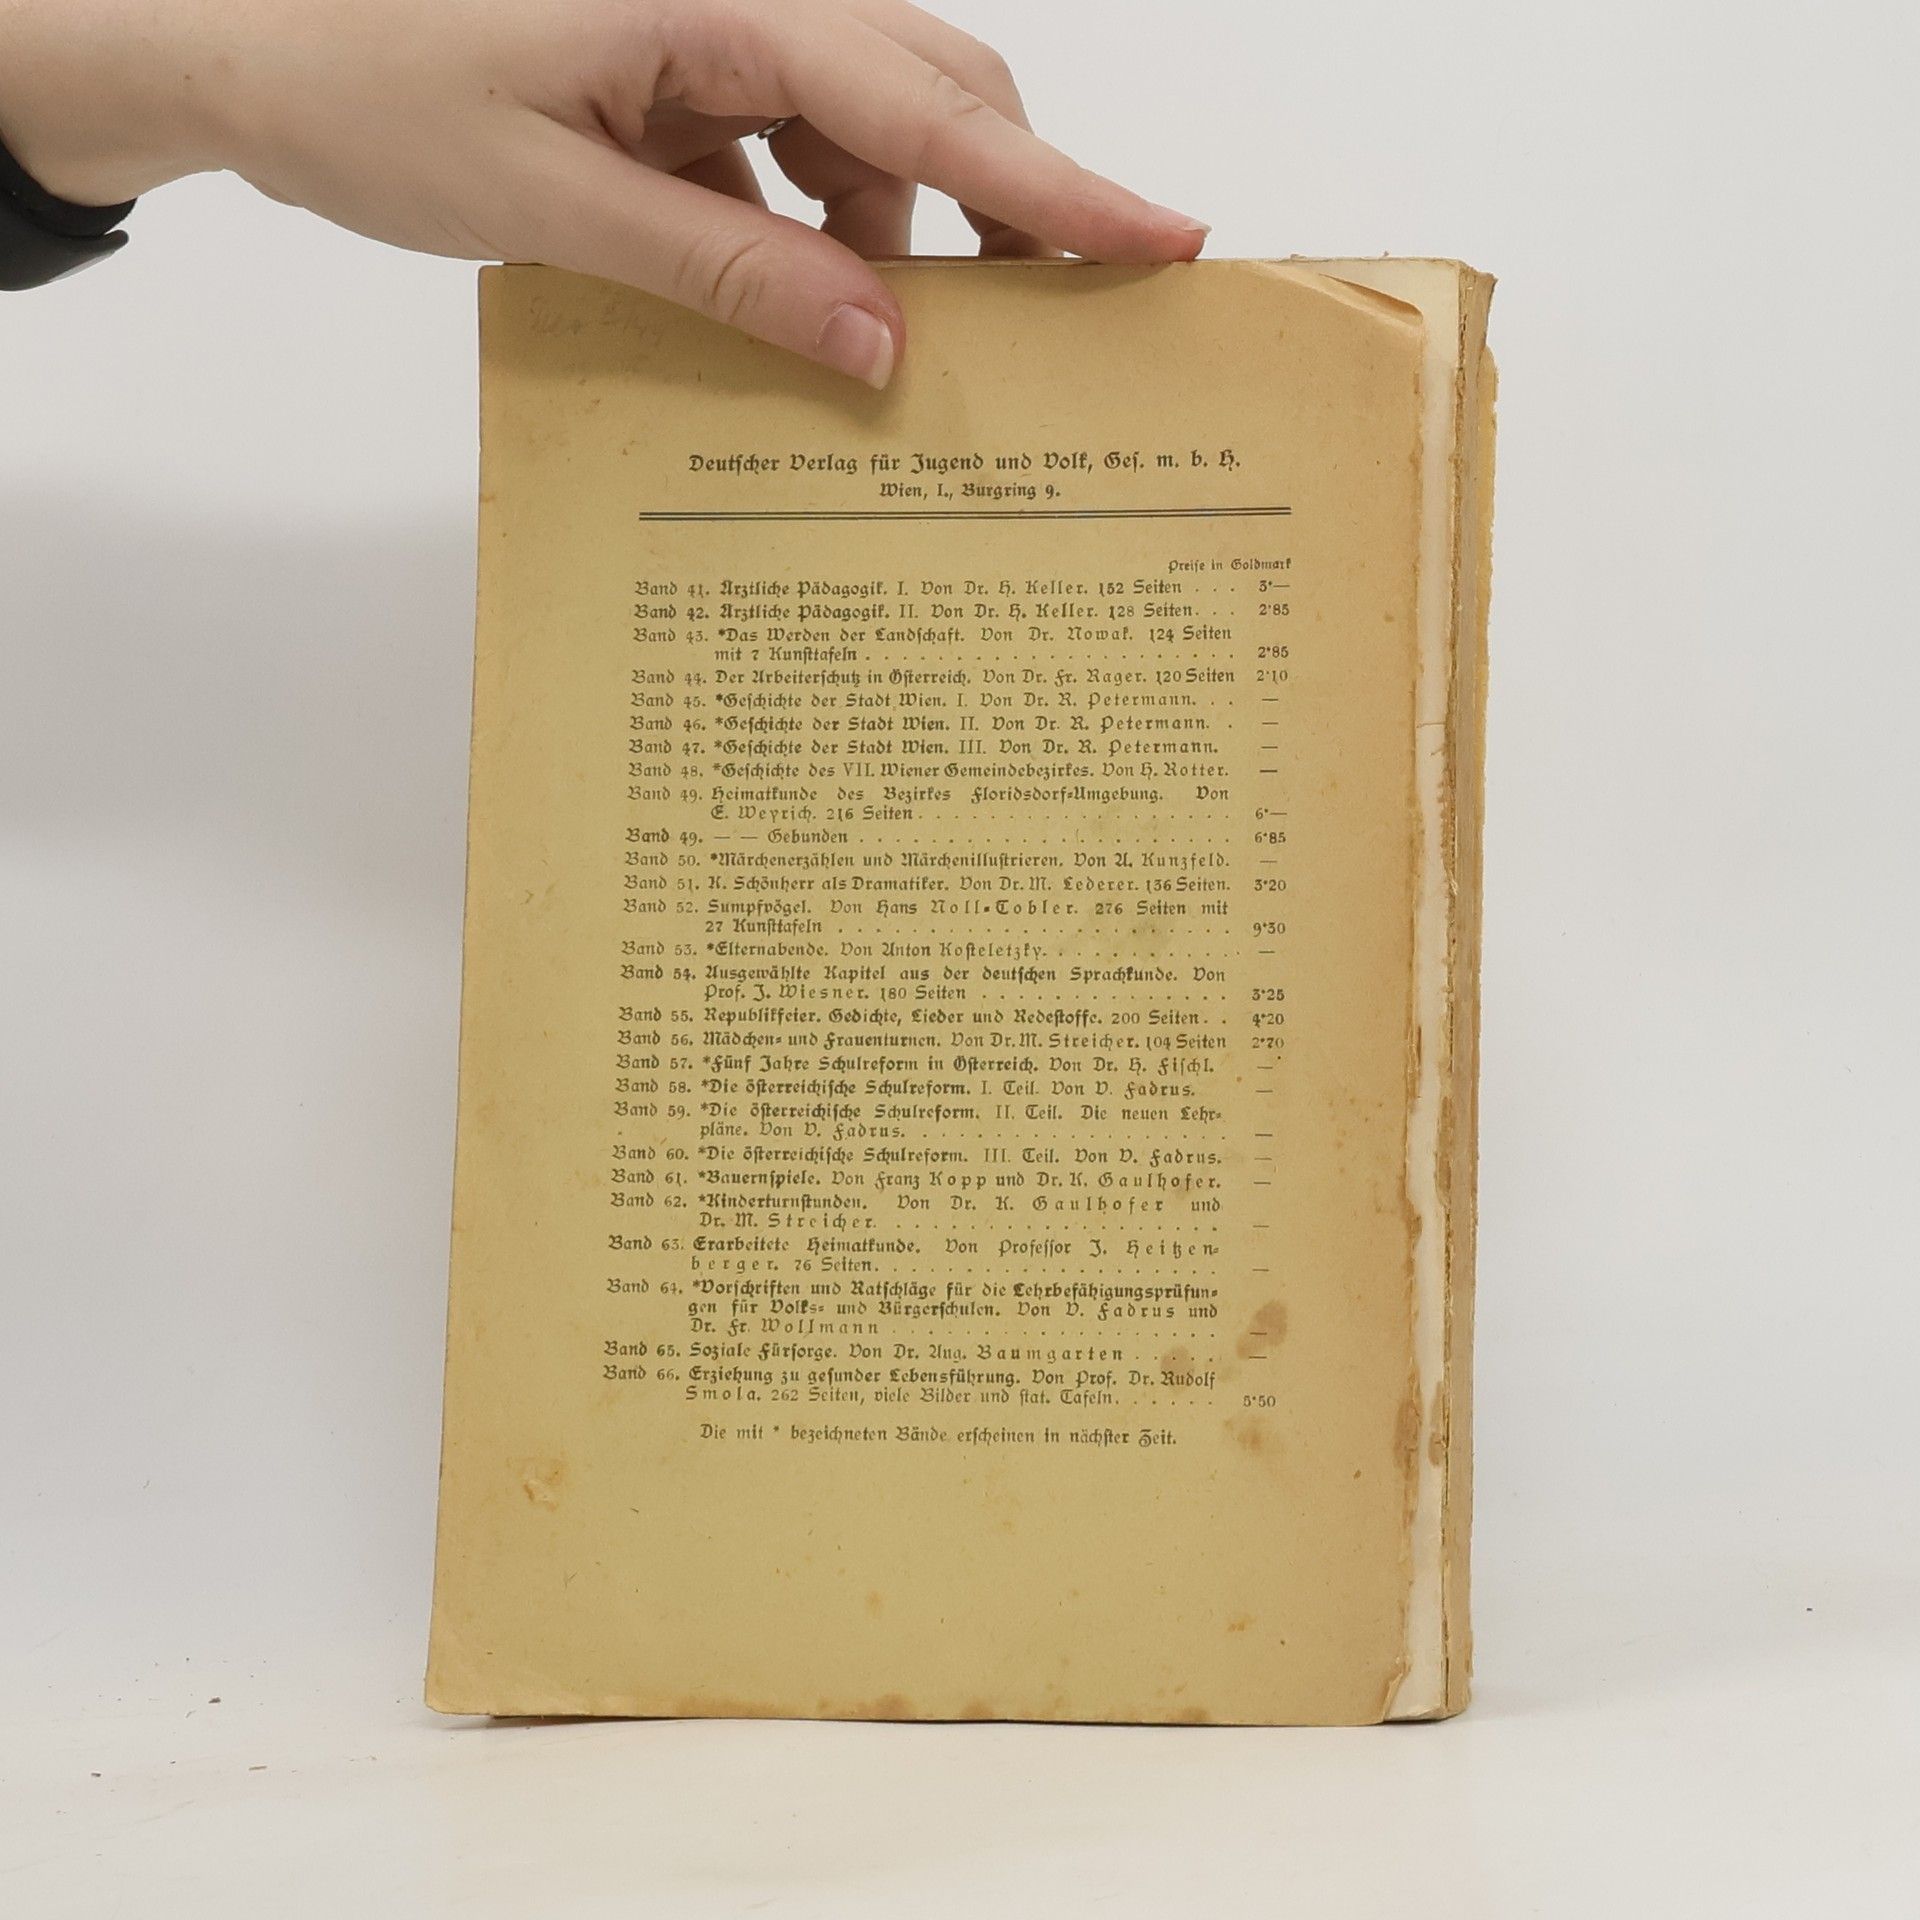 Deutscher Verlag für Jugend und Volk, Ges. m. b. H.
Wien, I., Burgring 9.
Preise in Goldmark
Band 41. Ärztliche Pädagogik. I. Von Dr. H. Keller. 152 Seiten . . . 3·—
Band 42. Ärztliche Pädagogik. II. Von Dr. H. Keller. 128 Seiten. . . 2·85
Band 43. *Das Werden der Landschaft. Von Dr. Nowak. 124 Seiten
mit 7 Kunsttafeln . . . . . . . . . . . . . . . . . . . . 2·85
Band 44. Der Arbeiterschutz in Österreich. Von Dr. Fr. Rager. 120 Seiten 2·10
Band 45. *Geschichte der Stadt Wien. I. Von Dr. R. Petermann. . . —
Band 46. *Geschichte der Stadt Wien. II. Von Dr. R. Petermann. . —
Band 47. *Geschichte der Stadt Wien. III. Von Dr. R. Petermann. —
Band 48. *Geschichte des VII. Wiener Gemeindebezirkes. Von H. Rotter. —
Band 49. Heimatkunde des Bezirkes Floridsdorf-Umgebung. Von
E. Weyrich. 216 Seiten . . . . . . . . . . . . . . . . . . 6·—
Band 49. — — Gebunden . . . . . . . . . . . . . . . . . . . . . 6·85
Band 50. *Märchenerzählen und Märchenillustrieren. Von A. Kunzfeld. —
Band 51. K. Schönherr als Dramatiker. Von Dr. M. Lederer. 136 Seiten. 3·20
Band 52. Sumpfvögel. Von Hans Noll-Tobler. 276 Seiten mit
27 Kunsttafeln . . . . . . . . . . . . . . . . . . . . . . 9·30
Band 53. *Elternabende. Von Anton Kosteletzky. . . . . . . . . . . —
Band 54. Ausgewählte Kapitel aus der deutschen Sprachkunde. Von
Prof. J. Wiesner. 180 Seiten . . . . . . . . . . . . . . 3·25
Band 55. Republikfeier. Gedichte, Lieder und Redestoffe. 200 Seiten. . 4·20
Band 56. Mädchen- und Frauenturnen. Von Dr. M. Streicher. 104 Seiten 2·70
Band 57. *Fünf Jahre Schulreform in Österreich. Von Dr. H. Fischl. —
Band 58. *Die österreichische Schulreform. I. Teil. Von V. Fadrus. —
Band 59. *Die österreichische Schulreform. II. Teil. Die neuen Lehr-
pläne. Von V. Fadrus. . . . . . . . . . . . . . . . . . . —
Band 60. *Die österreichische Schulreform. III. Teil. Von V. Fadrus. —
Band 61. *Bauernspiele. Von Franz Kopp und Dr. K. Gaulhofer. —
Band 62. *Kinderturnstunden. Von Dr. K. Gaulhofer und
Dr. M. Streicher. . . . . . . . . . . . . . . . . . . . —
Band 63. Erarbeitete Heimatkunde. Von Professor J. Heitzen-
berger. 76 Seiten. . . . . . . . . . . . . . . . . . . . —
Band 64. *Vorschriften und Ratschläge für die Lehrbefähigungsprüfun-
gen für Volks- und Bürgerschulen. Von V. Fadrus und
Dr. Fr. Wollmann . . . . . . . . . . . . . . . . . . . —
Band 65. Soziale Fürsorge. Von Dr. Aug. Baumgarten . . . . . —
Band 66. Erziehung zu gesunder Lebensführung. Von Prof. Dr. Rudolf
Smola. 262 Seiten, viele Bilder und stat. Tafeln. . . . . . 5·50
Die mit * bezeichneten Bände erscheinen in nächster Zeit.